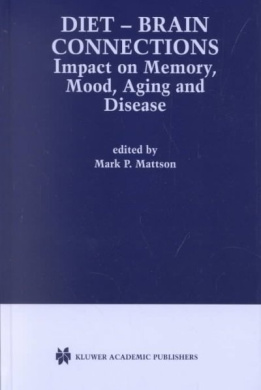 DIET – BRAIN
CONNECTIONS
Impact on Memory,
Mood, Aging and
Disease
edited by
Mark P. Mattson
KLUWER ACADEMIC PUBLISHERS